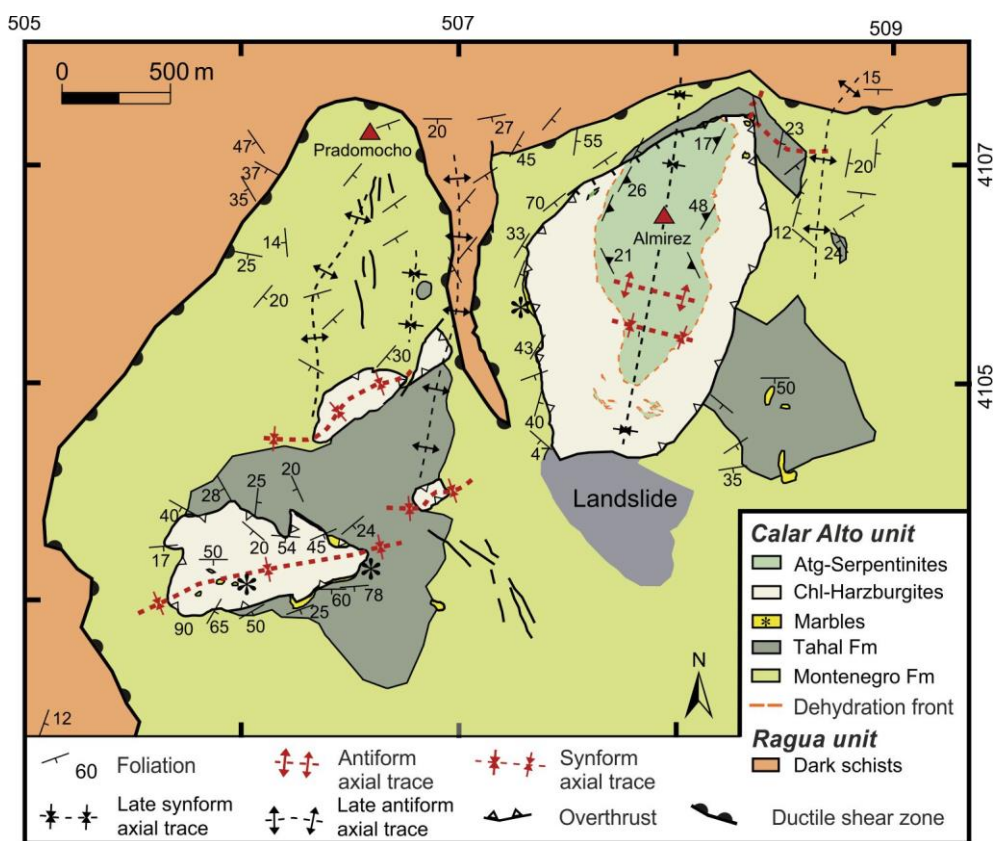 505
507
509
0 500 m
4107
4105
Pradomocho
Almirez
20
27
45
55
47
37
35
14
25
20
30
70
33
43
40
47
17
26
48
21
23
15
20
12
24
50
35
20
25
28
40
17
50
20
54
45
24
90
65
50
25
60
78
12
Landslide
N
Calar Alto unit
Atg-Serpentinites
Chl-Harzburgites
Marbles
Tahal Fm
Montenegro Fm
Dehydration front
Ragua unit
Dark schists
60 Foliation
Antiform
axial trace
Synform
axial trace
Late synform
axial trace
Late antiform
axial trace
Overthrust
Ductile shear zone